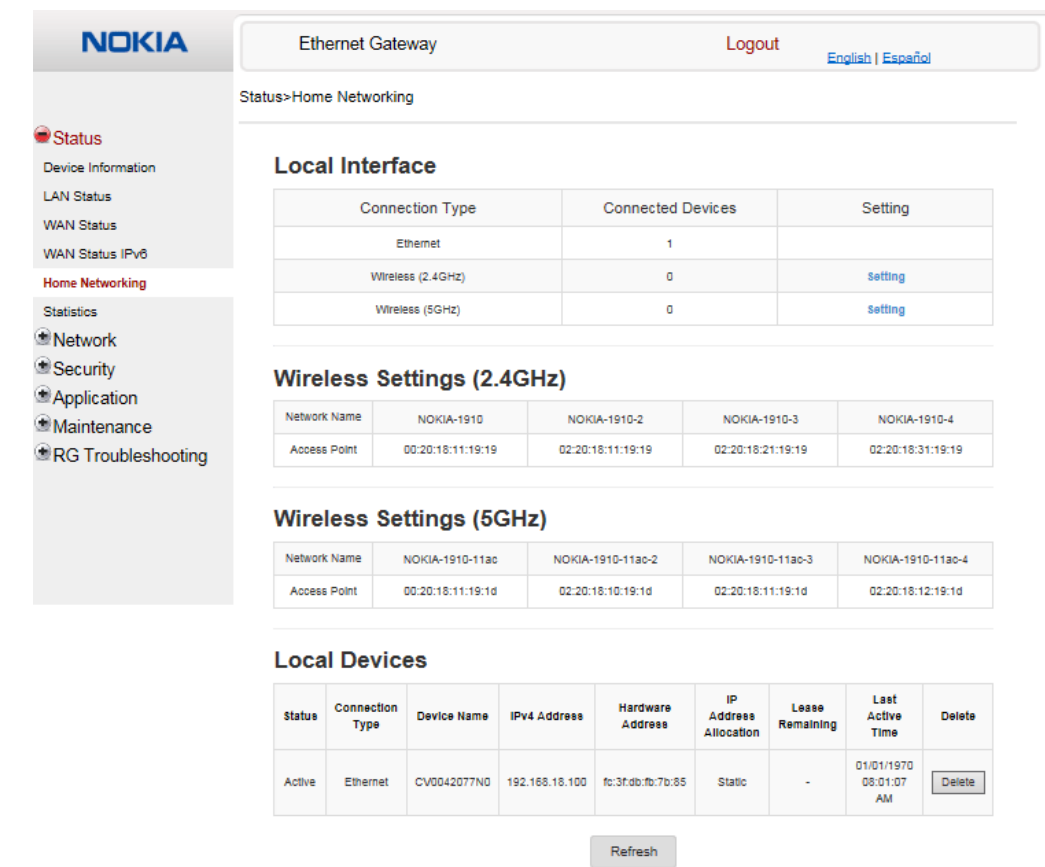 NOKIA
Ethernet Gateway
Logout
English | Español
Status>Home Networking
Status
Device Information
LAN Status
WAN Status
WAN Status IPv6
Home Networking
Statistics
Network
Security
Application
Maintenance
RG Troubleshooting
Local Interface
Connection Type Connected Devices Setting
Ethernet 1
Wireless (2.4GHz) 0 Setting
Wireless (5GHz) 0 Setting
Wireless Settings (2.4GHz)
Network Name NOKIA-1910 NOKIA-1910-2 NOKIA-1910-3 NOKIA-1910-4
Access Point 00:20:18:11:19:19 02:20:18:11:19:19 02:20:18:21:19:19 02:20:18:31:19:19
Wireless Settings (5GHz)
Network Name NOKIA-1910-11ac NOKIA-1910-11ac-2 NOKIA-1910-11ac-3 NOKIA-1910-11ac-4
Access Point 00:20:18:11:19:1d 02:20:18:10:19:1d 02:20:18:11:19:1d 02:20:18:12:19:1d
Local Devices
Status Connection Type Device Name IPv4 Address Hardware Address IP Address Allocation Lease Remaining Last Active Time Delete
Active Ethernet CV0042077N0 192.168.18.100 fc:3f:db:fb:7b:85 Static - 01/01/1970 08:01:07 AM Delete
Refresh